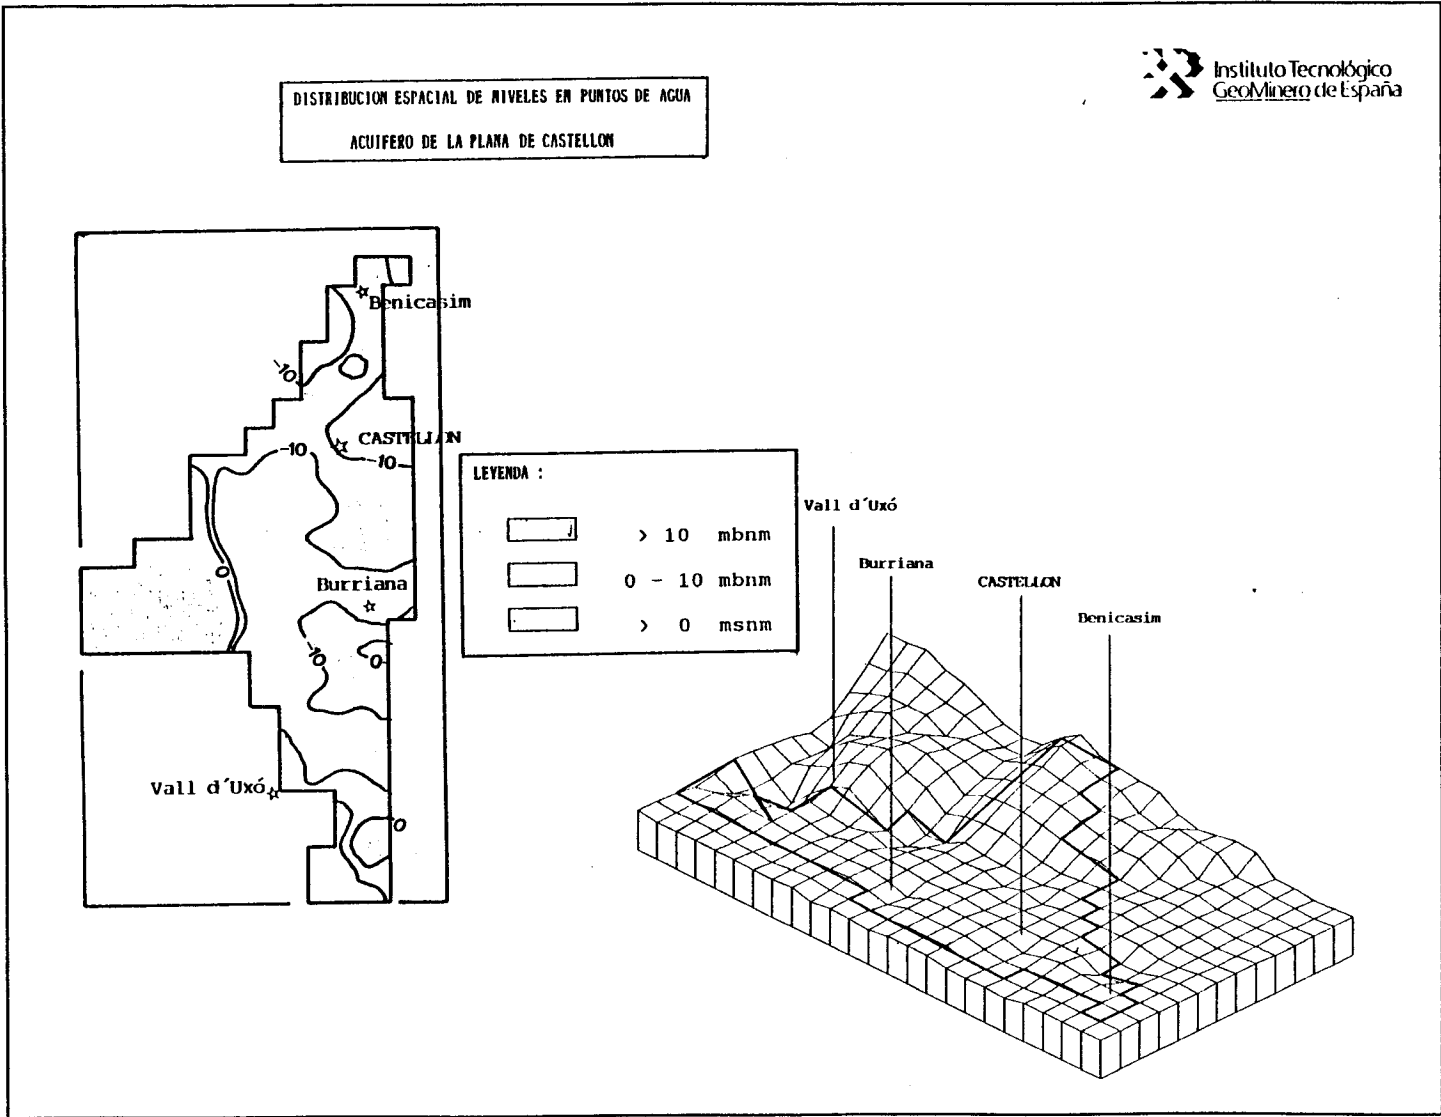 Instituto Tecnológico
GeoMinero de España
DISTRIBUCION ESPACIAL DE NIVELES EN PUNTOS DE AGUA
ACUIFERO DE LA PLANA DE CASTELLON
Benicasim
-10
CASTELLON
-10
-10
0
Burriana
-10
0
Vall d´Uxó
0
LEYENDA :
> 10 mbnm
0 - 10 mbnm
> 0 msnm
Vall d´Uxó
Burriana
CASTELLON
Benicasim